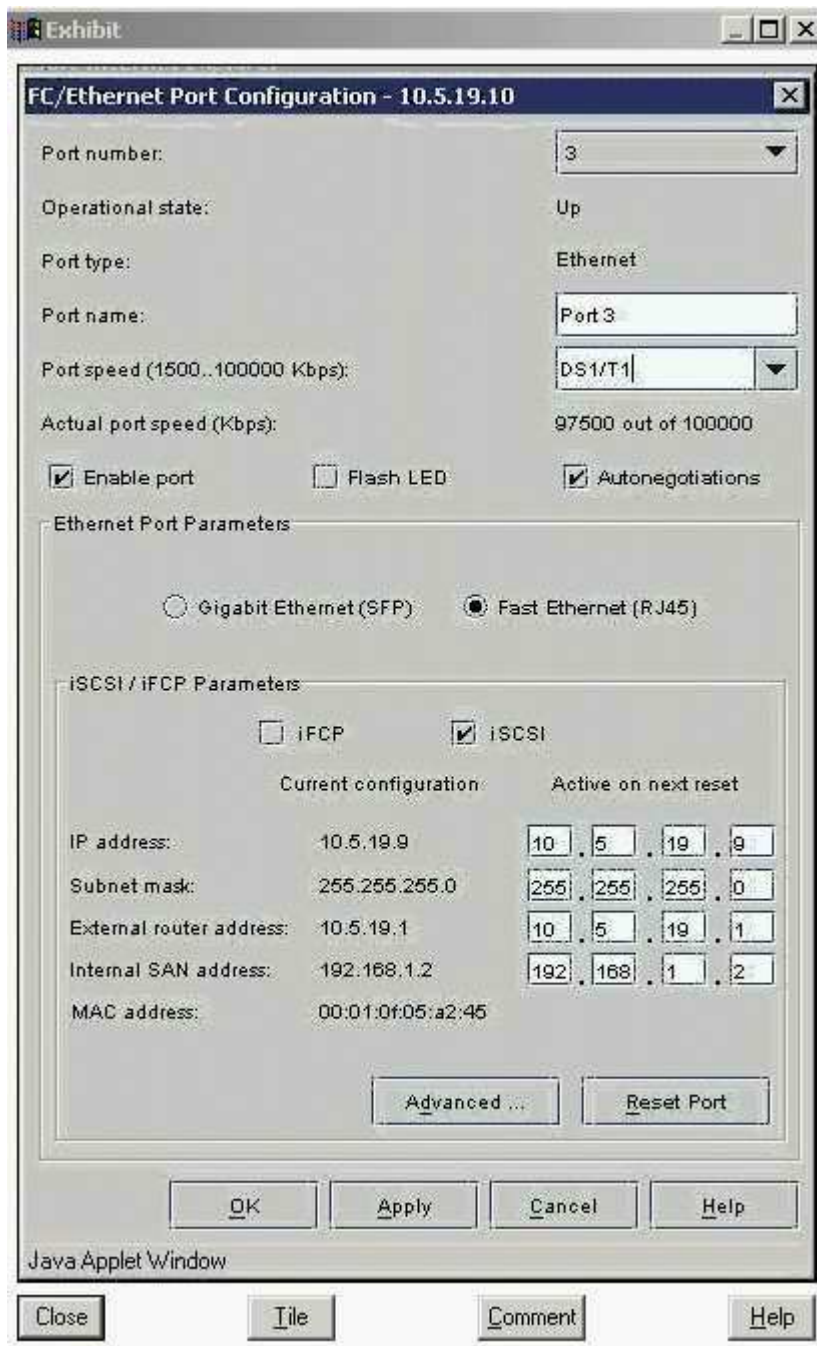 Exhibit
FC/Ethernet Port Configuration - 10.5.19.10
Port number: 3
Operational state: Up
Port type: Ethernet
Port name: Port 3
Port speed (1500..100000 Kbps): DS1/T1
Actual port speed (Kbps): 97500 out of 100000
Enable port Flash LED Autonegotiations
Ethernet Port Parameters
Gigabit Ethernet (SFP) Fast Ethernet (RJ45)
iSCSI / iFCP Parameters
iFCP iSCSI
Current configuration Active on next reset
IP address: 10.5.19.9 10 . 5 . 19 . 9
Subnet mask: 255.255.255.0 255 . 255 . 255 . 0
External router address: 10.5.19.1 10 . 5 . 19 . 1
Internal SAN address: 192.168.1.2 192 . 168 . 1 . 2
MAC address: 00:01:0f:05:a2:45
Advanced ... Reset Port
OK Apply Cancel Help
Java Applet Window
Close Tile Comment Help